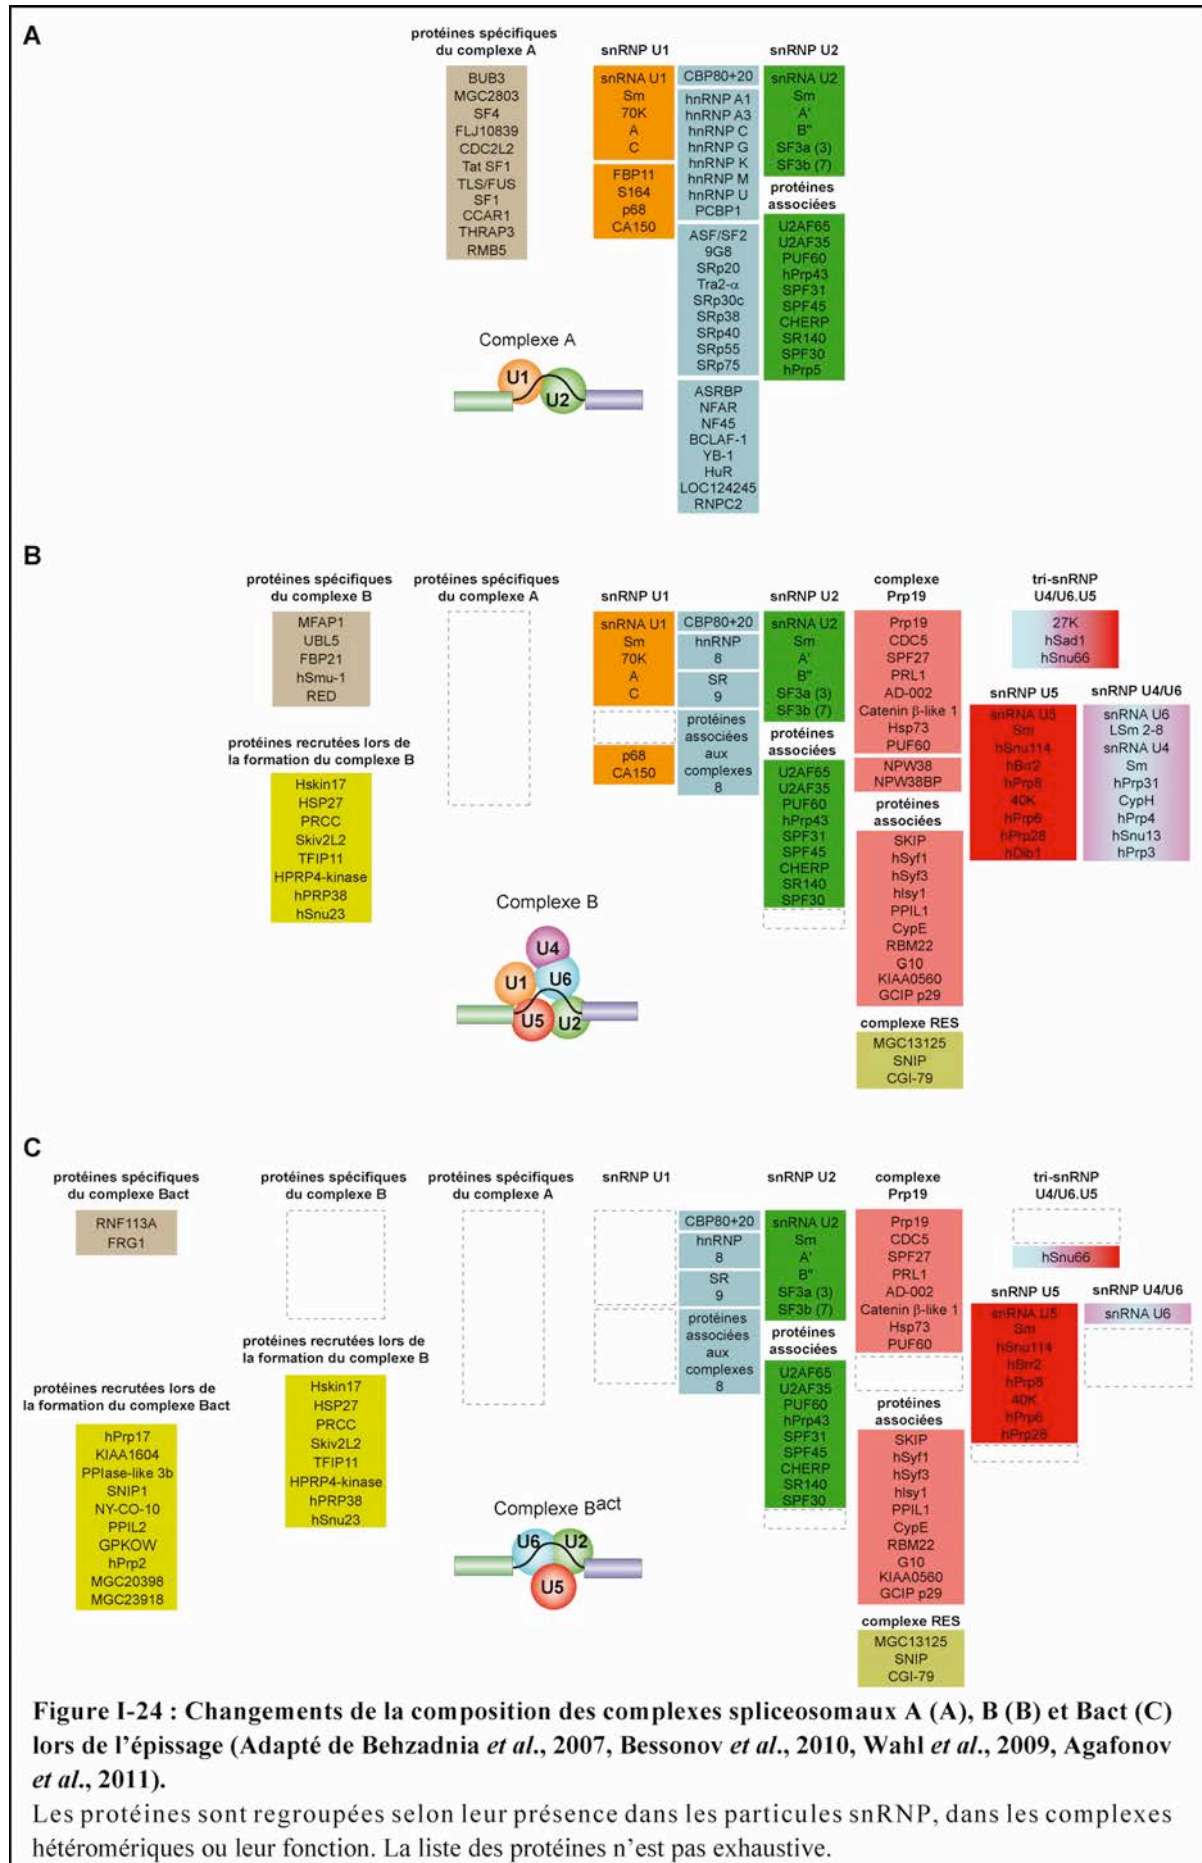 A
protéines spécifiques
du complexe A
BUB3
MGC2803
SF4
FLJ10839
CDC2L2
Tat SF1
TLS/FUS
SF1
CCAR1
THRAP3
RMB5
snRNP U1
snRNA U1
Sm
70K
A
C
FBP11
S164
p68
CA150
CBP80+20
hnRNP A1
hnRNP A3
hnRNP C
hnRNP G
hnRNP K
hnRNP M
hnRNP U
PCBP1
ASF/SF2
9G8
SRp20
Tra2-α
SRp30c
SRp38
SRp40
SRp55
SRp75
ASRBP
NFAR
NF45
BCLAF-1
YB-1
HuR
LOC124245
RNPC2
snRNP U2
snRNA U2
Sm
A'
B"
SF3a (3)
SF3b (7)
protéines
associées
U2AF65
U2AF35
PUF60
hPrp43
SPF31
SPF45
CHERP
SR140
SPF30
hPrp5
Complexe A
U1
U2
B
protéines spécifiques
du complexe B
MFAP1
UBL5
FBP21
hSmu-1
RED
protéines recrutées lors de
la formation du complexe B
Hskin17
HSP27
PRCC
Skiv2L2
TFIP11
HPRP4-kinase
hPRP38
hSnu23
protéines spécifiques
du complexe A
snRNP U1
snRNA U1
Sm
70K
A
C
p68
CA150
CBP80+20
hnRNP
8
SR
9
protéines
associées
aux
complexes
8
snRNP U2
snRNA U2
Sm
A'
B"
SF3a (3)
SF3b (7)
protéines
associées
U2AF65
U2AF35
PUF60
hPrp43
SPF31
SPF45
CHERP
SR140
SPF30
complexe
Prp19
Prp19
CDC5
SPF27
PRL1
AD-002
Catenin β-like 1
Hsp73
PUF60
NPW38
NPW38BP
protéines
associées
SKIP
hSyf1
hSyf3
hIsy1
PPIL1
CypE
RBM22
G10
KIAA0560
GCIP p29
complexe RES
MGC13125
SNIP
CGI-79
tri-snRNP
U4/U6.U5
27K
hSad1
hSnu66
snRNP U5
snRNA U5
Sm
hSnu114
hBrr2
hPrp8
40K
hPrp6
hPrp28
hDib1
snRNP U4/U6
snRNA U6
LSm 2-8
snRNA U4
Sm
hPrp31
CypH
hPrp4
hSnu13
hPrp3
Complexe B
U4
U1
U6
U5
U2
C
protéines spécifiques
du complexe Bact
RNF113A
FRG1
protéines recrutées lors de
la formation du complexe Bact
hPrp17
KIAA1604
PPlase-like 3b
SNIP1
NY-CO-10
PPIL2
GPKOW
hPrp2
MGC20398
MGC23918
protéines spécifiques
du complexe B
protéines recrutées lors de
la formation du complexe B
Hskin17
HSP27
PRCC
Skiv2L2
TFIP11
HPRP4-kinase
hPRP38
hSnu23
protéines spécifiques
du complexe A
snRNP U1
CBP80+20
hnRNP
8
SR
9
protéines
associées
aux
complexes
8
snRNP U2
snRNA U2
Sm
A'
B"
SF3a (3)
SF3b (7)
protéines
associées
U2AF65
U2AF35
PUF60
hPrp43
SPF31
SPF45
CHERP
SR140
SPF30
complexe
Prp19
Prp19
CDC5
SPF27
PRL1
AD-002
Catenin β-like 1
Hsp73
PUF60
protéines
associées
SKIP
hSyf1
hSyf3
hIsy1
PPIL1
CypE
RBM22
G10
KIAA0560
GCIP p29
complexe RES
MGC13125
SNIP
CGI-79
tri-snRNP
U4/U6.U5
hSnu66
snRNP U5
snRNA U5
Sm
hSnu114
hBrr2
hPrp8
40K
hPrp6
hPrp28
snRNP U4/U6
snRNA U6
Complexe Bact
U6
U2
U5
Figure I-24 : Changements de la composition des complexes spliceosomaux A (A), B (B) et Bact (C)
lors de l'épissage (Adapté de Behzadnia et al., 2007, Bessonov et al., 2010, Wahl et al., 2009, Agafonov
et al., 2011).
Les protéines sont regroupées selon leur présence dans les particules snRNP, dans les complexes
hétéromériques ou leur fonction. La liste des protéines n'est pas exhaustive.